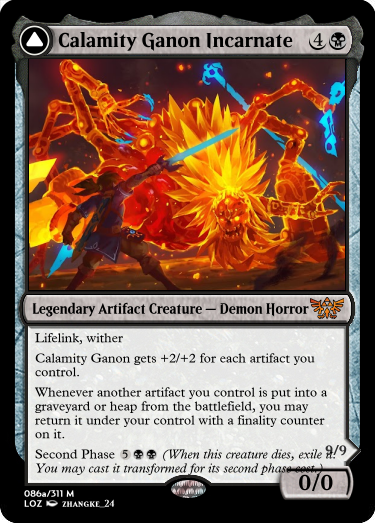 Calamity Ganon Incarnate 4
Legendary Artifact Creature — Demon Horror
Lifelink, wither
Calamity Ganon gets +2/+2 for each artifact you
control.
Whenever another artifact you control is put into a
graveyard or heap from the battlefield, you may
return it under your control with a finality counter
on it.
Second Phase 5 (When this creature dies, exile it.
You may cast it transformed for its second phase cost.)
9/9
0/0
086a/311 M
LOZ ZHANGKE_24